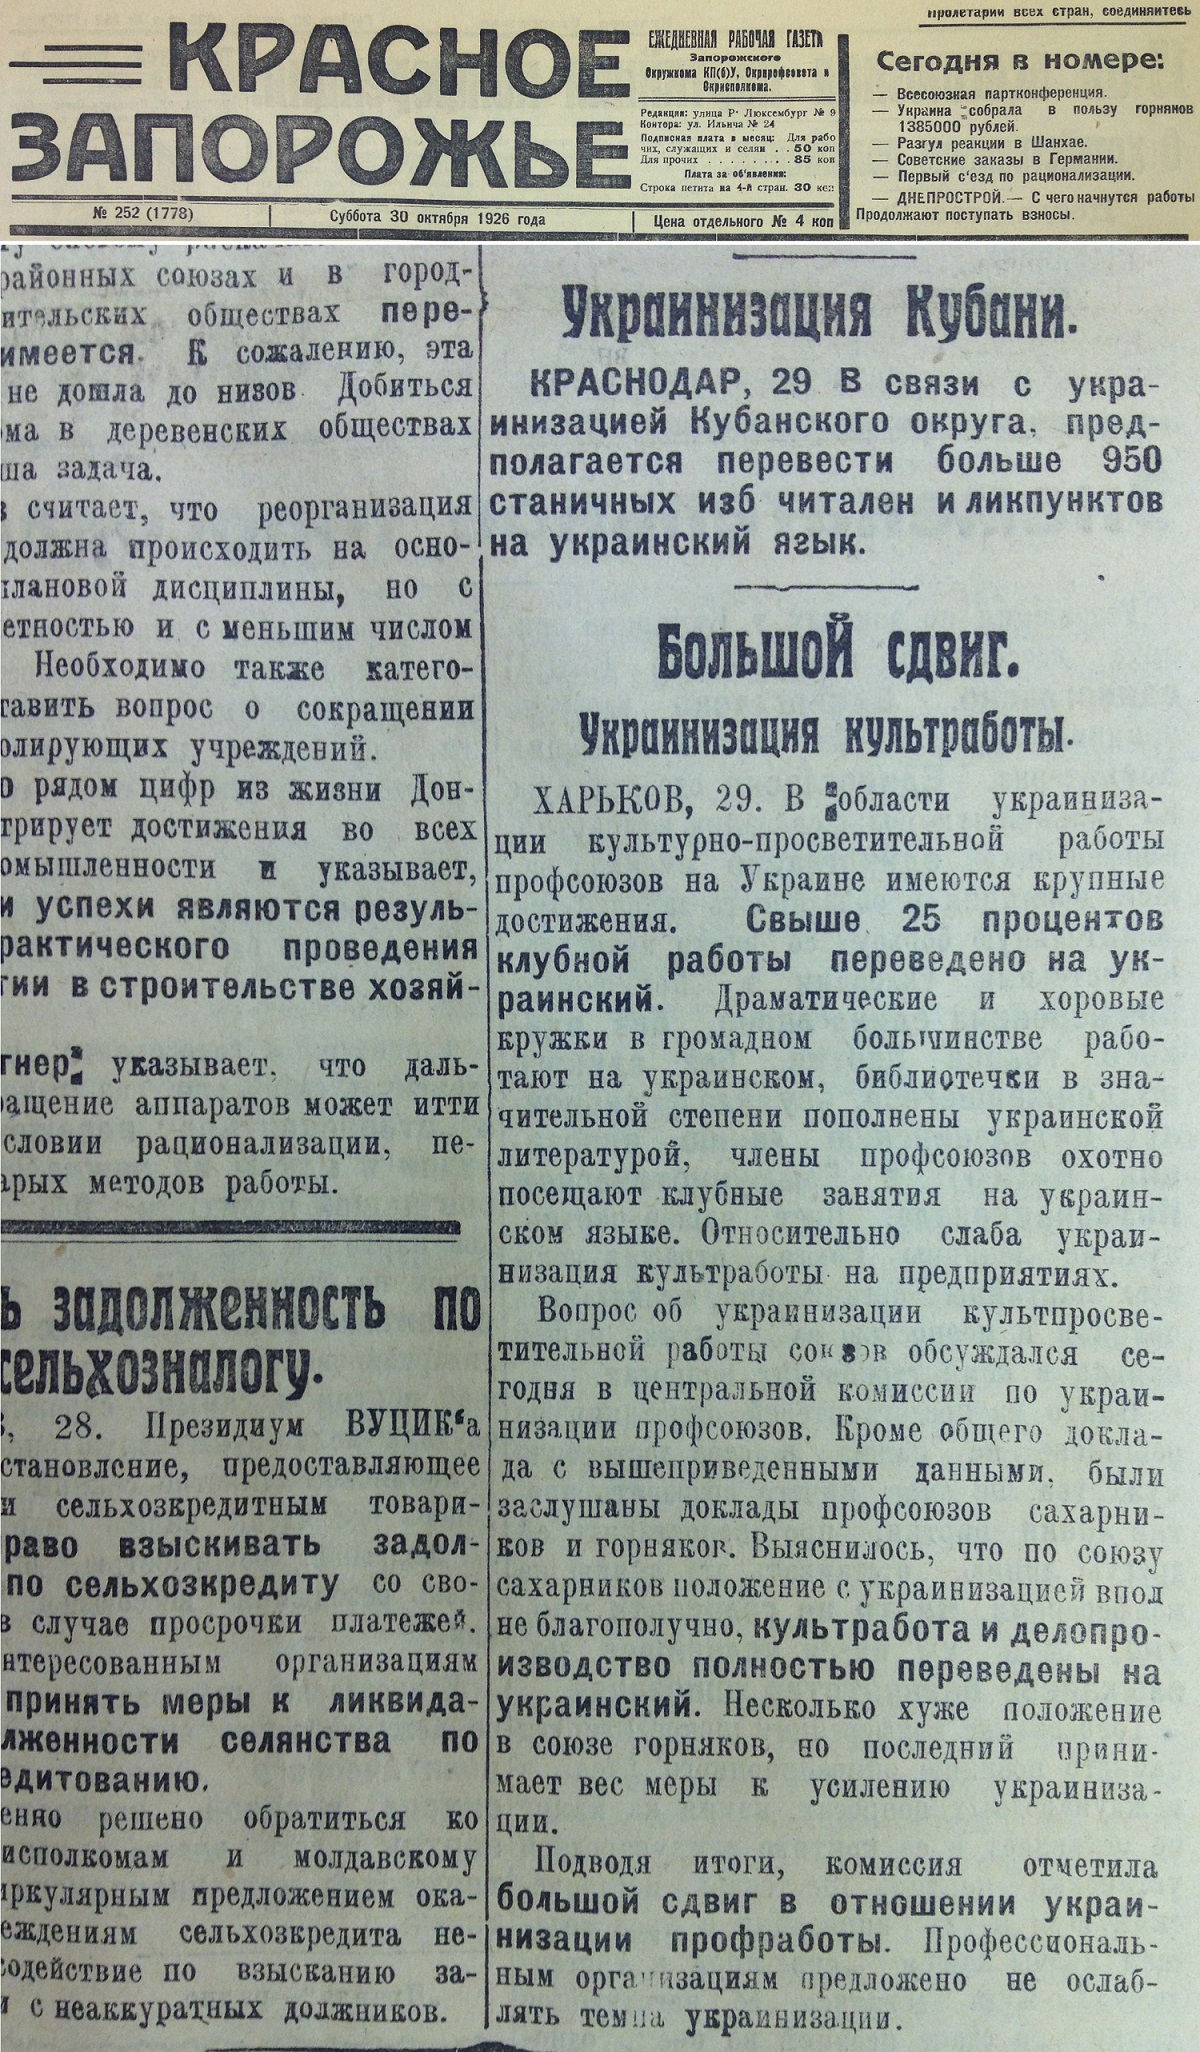 Пролетарии всех стран, соединяйтесь
КРАСНОЕ
ЗАПОРОЖЬЕ
ЕЖЕДНЕВНАЯ РАБОЧАЯ ГАЗЕТА
Запорожского
Окружкома КП(б)У, Окрпрофсовета и
Окрисполкома.
Редакция: улица Р. Люксембург № 9
Контора: ул. Ильича № 24
Подписная плата в месяц: Для рабо
чих, служащих и селян . . 50 коп
Для прочих . . . . . . . . 85 коп
Плата за об'явления:
Строка петита на 4-й стран. 30 кеп
Сегодня в номере:
— Всесоюзная партконференция.
— Украина собрала в пользу горнянов
1385000 рублей.
— Разгул реакции в Шанхае.
— Советские заказы в Германии.
— Первый с'езд по рационализации.
— ДНЕПРОСТРОЙ.— С чего начнутся работы
Продолжают поступать взносы.
№ 252 (1778)
Суббота 30 октября 1926 года
Цена отдельного № 4 коп
районных союзах и в город-
ительских обществах пере-
имеется. К сожалению, эта
не дошла до низов. Добиться
ма в деревенских обществах
ша задача.
в считает, что реорганизация
должна происходить на осно-
плановой дисциплины, но с
етностью и с меньшим числом
Необходимо также катего-
тавить вопрос о сокращении
олирующих учреждений.
о рядом цифр из жизни Дон-
трирует достижения во всех
омышленности и указывает,
и успехи являются резуль-
рактического проведения
гии в строительстве хозяй-
гнер указывает, что даль-
ращение аппаратов может итти
словии рационализации, пе-
арых методов работы.
ь задолженность по
сельхозналогу.
28. Президиум ВУЦИК'а
становление, предоставляющее
и сельхозкредитным товари-
раво взыскивать задол-
по сельхозкредиту со сво-
в случае просрочки платежей.
нтересованным организациям
принять меры к ликвида-
лженности селянства по
едитованию.
енно решено обратиться ко
исполкомам и молдавскому
иркулярным предложением ока-
еждениям сельхозкредита не-
содействие по взысканию за-
и с неаккуратных должников.
Украинизация Кубани.
КРАСНОДАР, 29 В связи с укра-
инизацией Кубанского округа, пред-
полагается перевести больше 950
станичных изб читален и ликпунктов
на украинский язык.
Большой сдвиг.
Украинизация культработы.
ХАРЬКОВ, 29. В области украиниза-
ции культурно-просветительной работы
профсоюзов на Украине имеются крупные
достижения. Свыше 25 процентов
клубной работы переведено на ук-
раинский. Драматические и хоровые
кружки в громадном большинстве рабо-
тают на украинском, библиотечки в зна-
чительной степени пополнены украинской
литературой, члены профсоюзов охотно
посещают клубные занятия на украин-
ском языке. Относительно слаба украи-
низация культработы на предприятиях.
Вопрос об украинизации культпросве-
тительной работы союзов обсуждался се-
годня в центральной комиссии по украи-
низации профсоюзов. Кроме общего докла-
да с вышеприведенными данными, были
заслушаны доклады профсоюзов сахарни-
ков и горняков. Выяснилось, что по союзу
сахарников положение с украинизацией впол
не благополучно, культработа и делопро-
изводство полностью переведены на
украинский. Несколько хуже положение
в союзе горняков, но последний прини-
мает вес меры к усилению украиниза-
ции.
Подводя итоги, комиссия отметила
большой сдвиг в отношении украи-
низации профработы. Профессиональ-
ным организациям предложено не ослаб-
лять темпа украинизации.